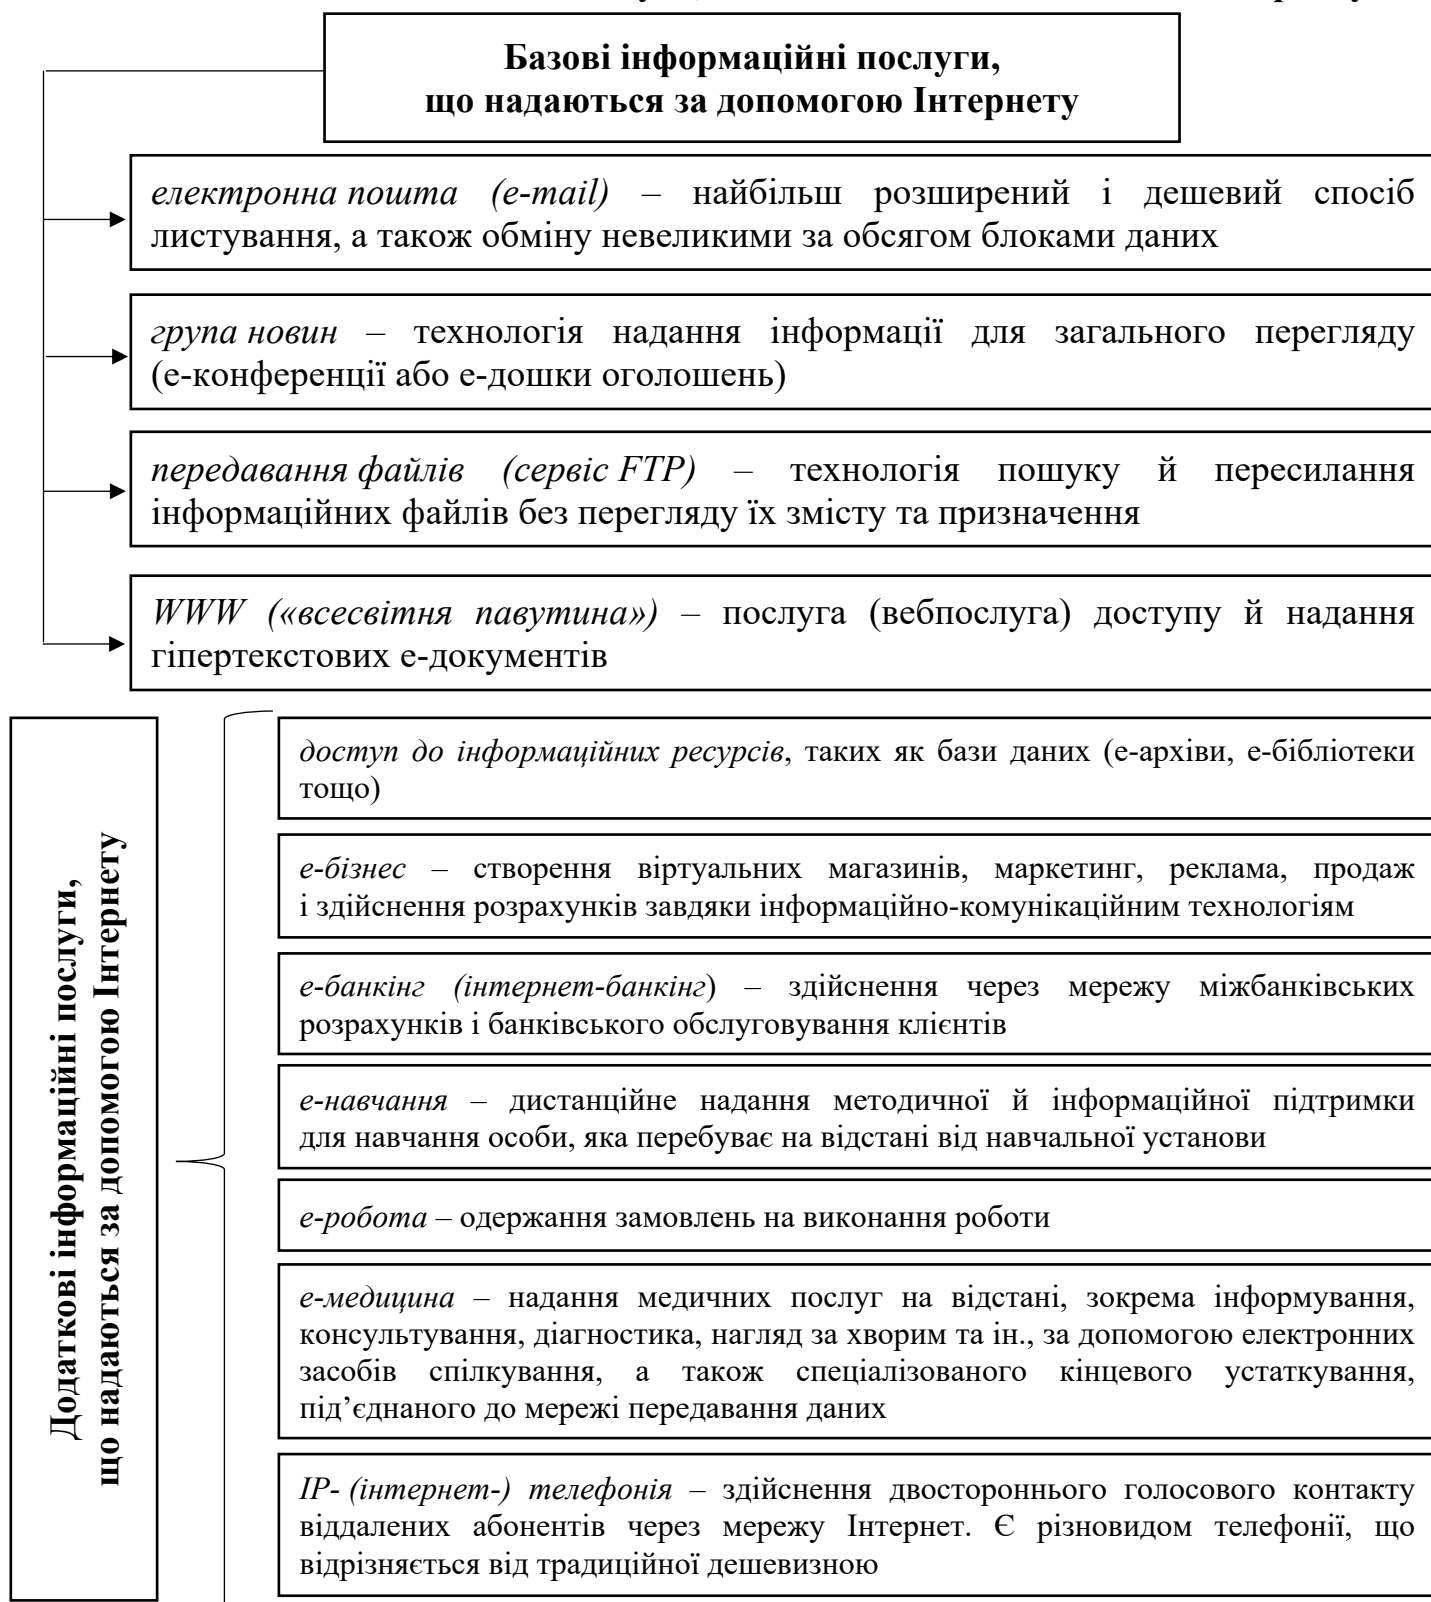 Базові інформаційні послуги,
що надаються за допомогою Інтернету
електронна пошта (e-mail) – найбільш розширений і дешевий спосіб
листування, а також обміну невеликими за обсягом блоками даних
група новин – технологія надання інформації для загального перегляду
(е-конференції або е-дошки оголошень)
передавання файлів (сервіс FTP) – технологія пошуку й пересилання
інформаційних файлів без перегляду їх змісту та призначення
WWW («всесвітня павутина») – послуга (вебпослуга) доступу й надання
гіпертекстових е-документів
Додаткові інформаційні послуги,
що надаються за допомогою Інтернету
доступ до інформаційних ресурсів, таких як бази даних (е-архіви, е-бібліотеки
тощо)
е-бізнес – створення віртуальних магазинів, маркетинг, реклама, продаж
і здійснення розрахунків завдяки інформаційно-комунікаційним технологіям
е-банкінг (інтернет-банкінг) – здійснення через мережу міжбанківських
розрахунків і банківського обслуговування клієнтів
е-навчання – дистанційне надання методичної й інформаційної підтримки
для навчання особи, яка перебуває на відстані від навчальної установи
е-робота – одержання замовлень на виконання роботи
е-медицина – надання медичних послуг на відстані, зокрема інформування,
консультування, діагностика, нагляд за хворим та ін., за допомогою електронних
засобів спілкування, а також спеціалізованого кінцевого устаткування,
під’єднаного до мережі передавання даних
IP- (інтернет-) телефонія – здійснення двостороннього голосового контакту
віддалених абонентів через мережу Інтернет. Є різновидом телефонії, що
відрізняється від традиційної дешевизною